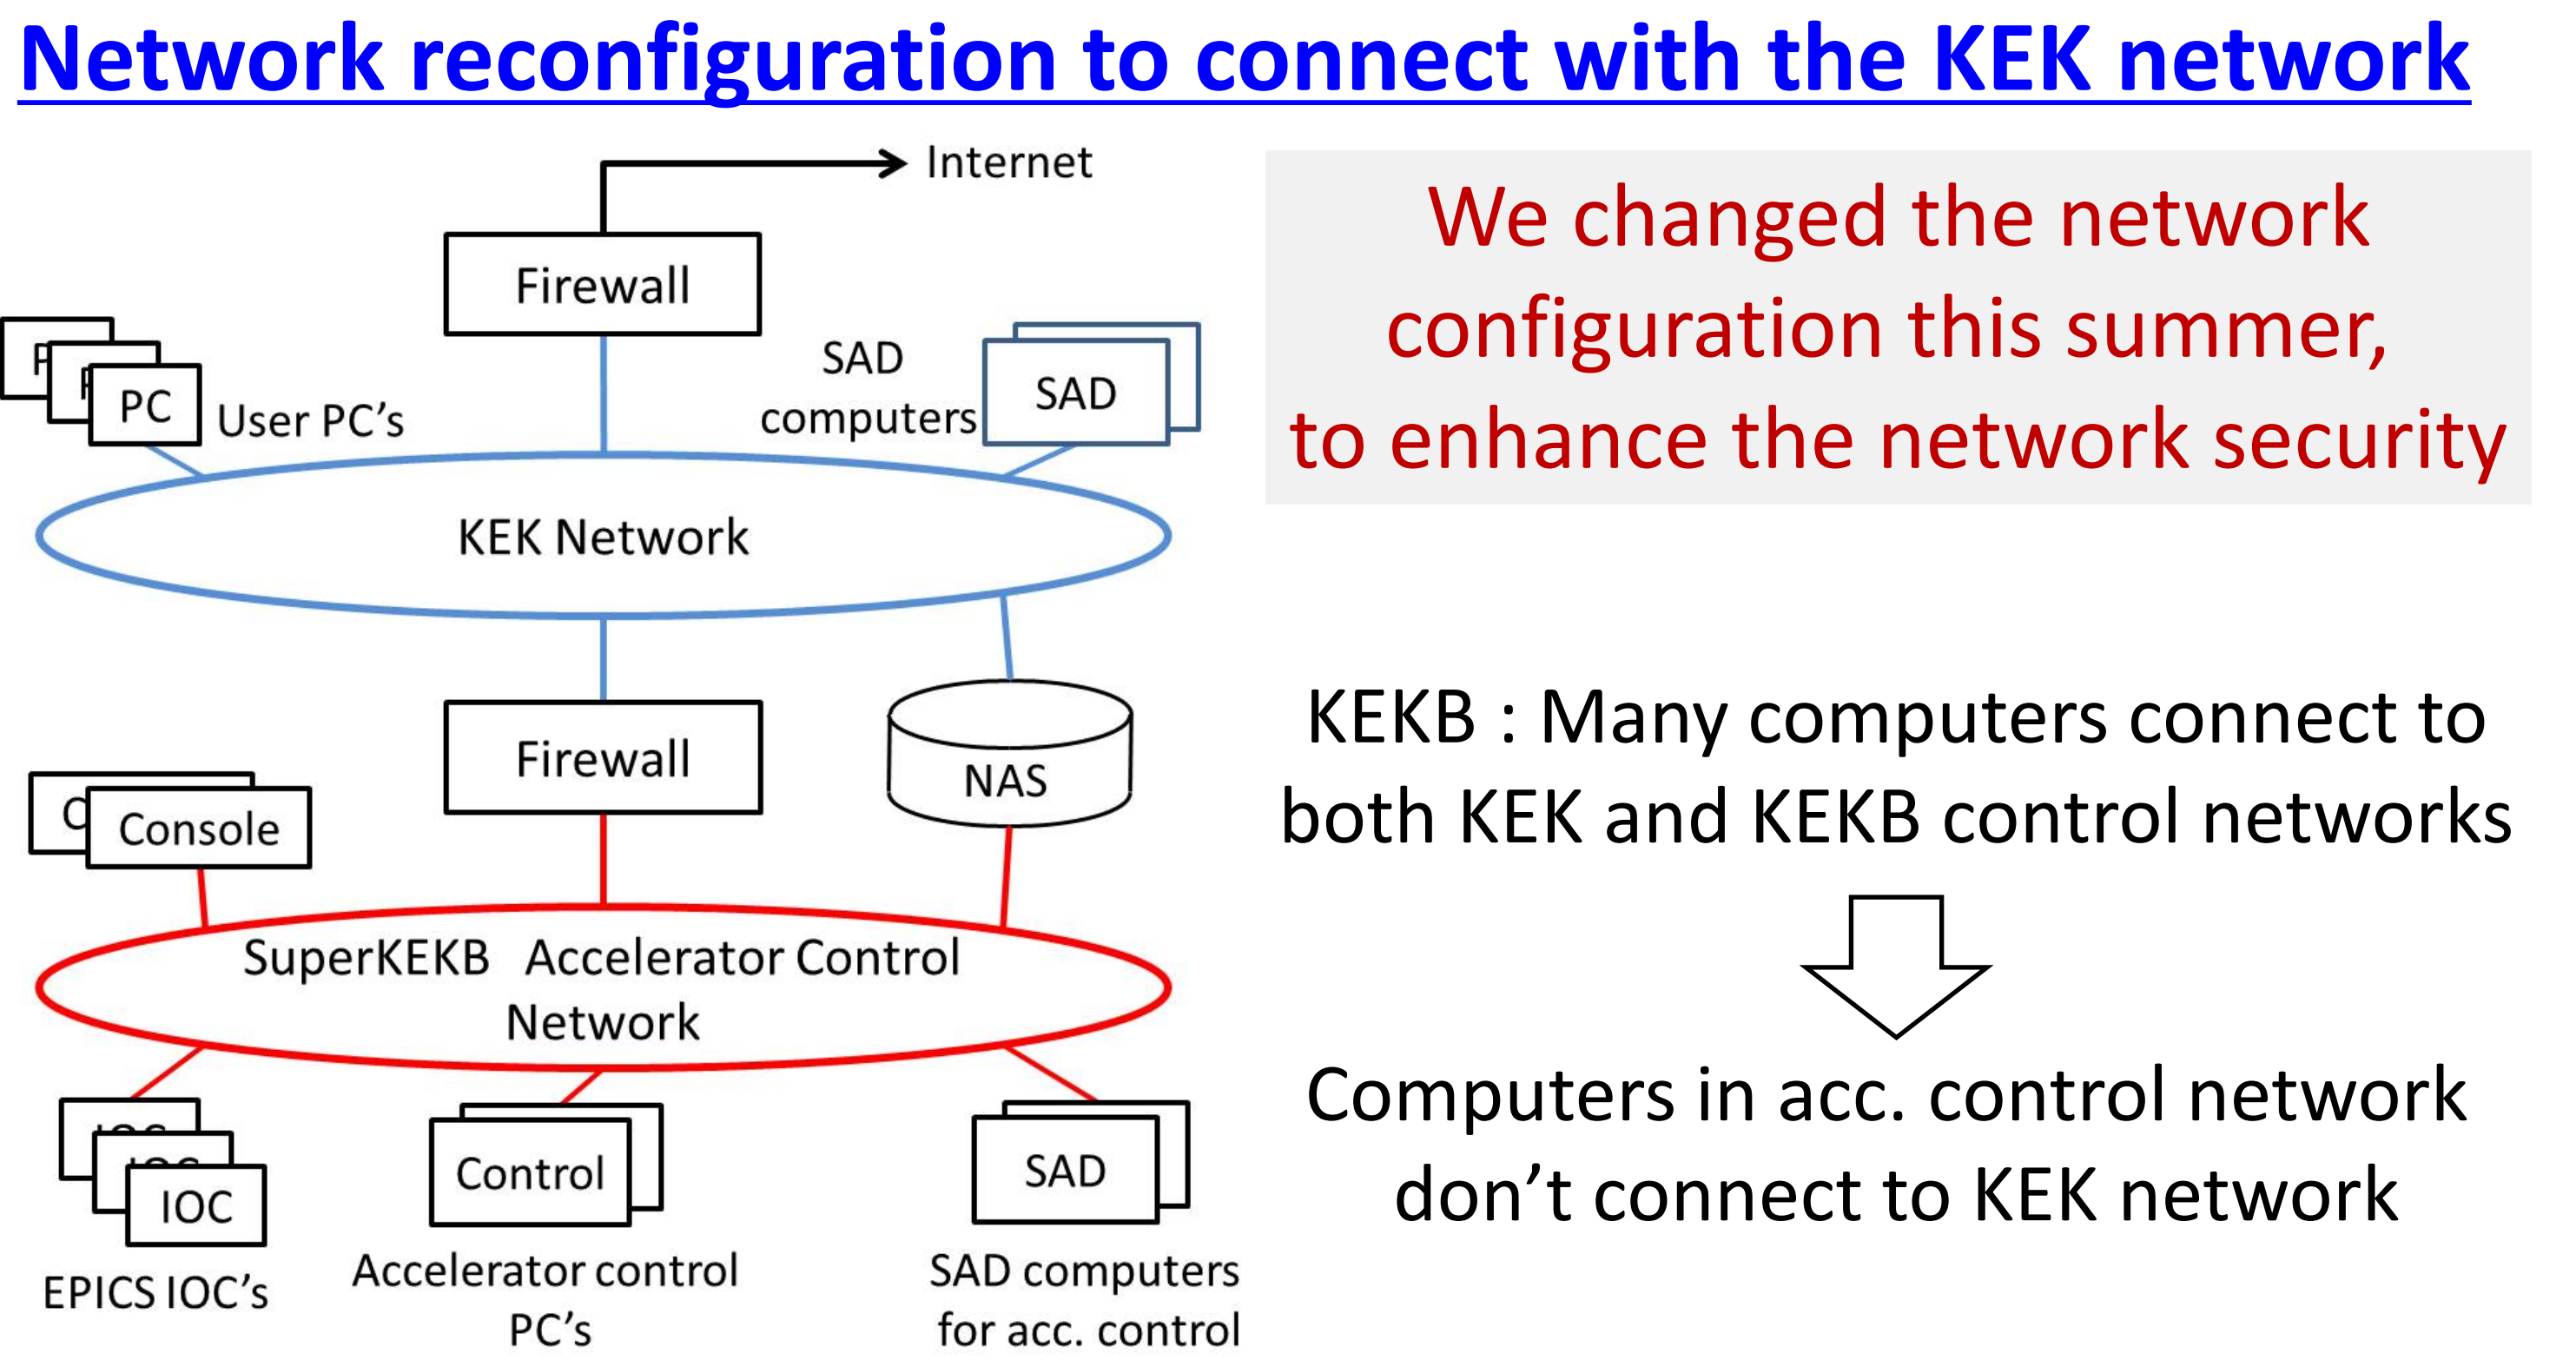 Network reconfiguration to connect with the KEK network
Internet
Firewall
SAD
computers
SAD
PC
User PC's
KEK Network
Firewall
NAS
Console
SuperKEKB Accelerator Control
Network
IOC
EPICS IOC's
Control
Accelerator control
PC's
SAD
SAD computers
for acc. control
We changed the network
configuration this summer,
to enhance the network security
KEKB : Many computers connect to
both KEK and KEKB control networks
Computers in acc. control network
don't connect to KEK network